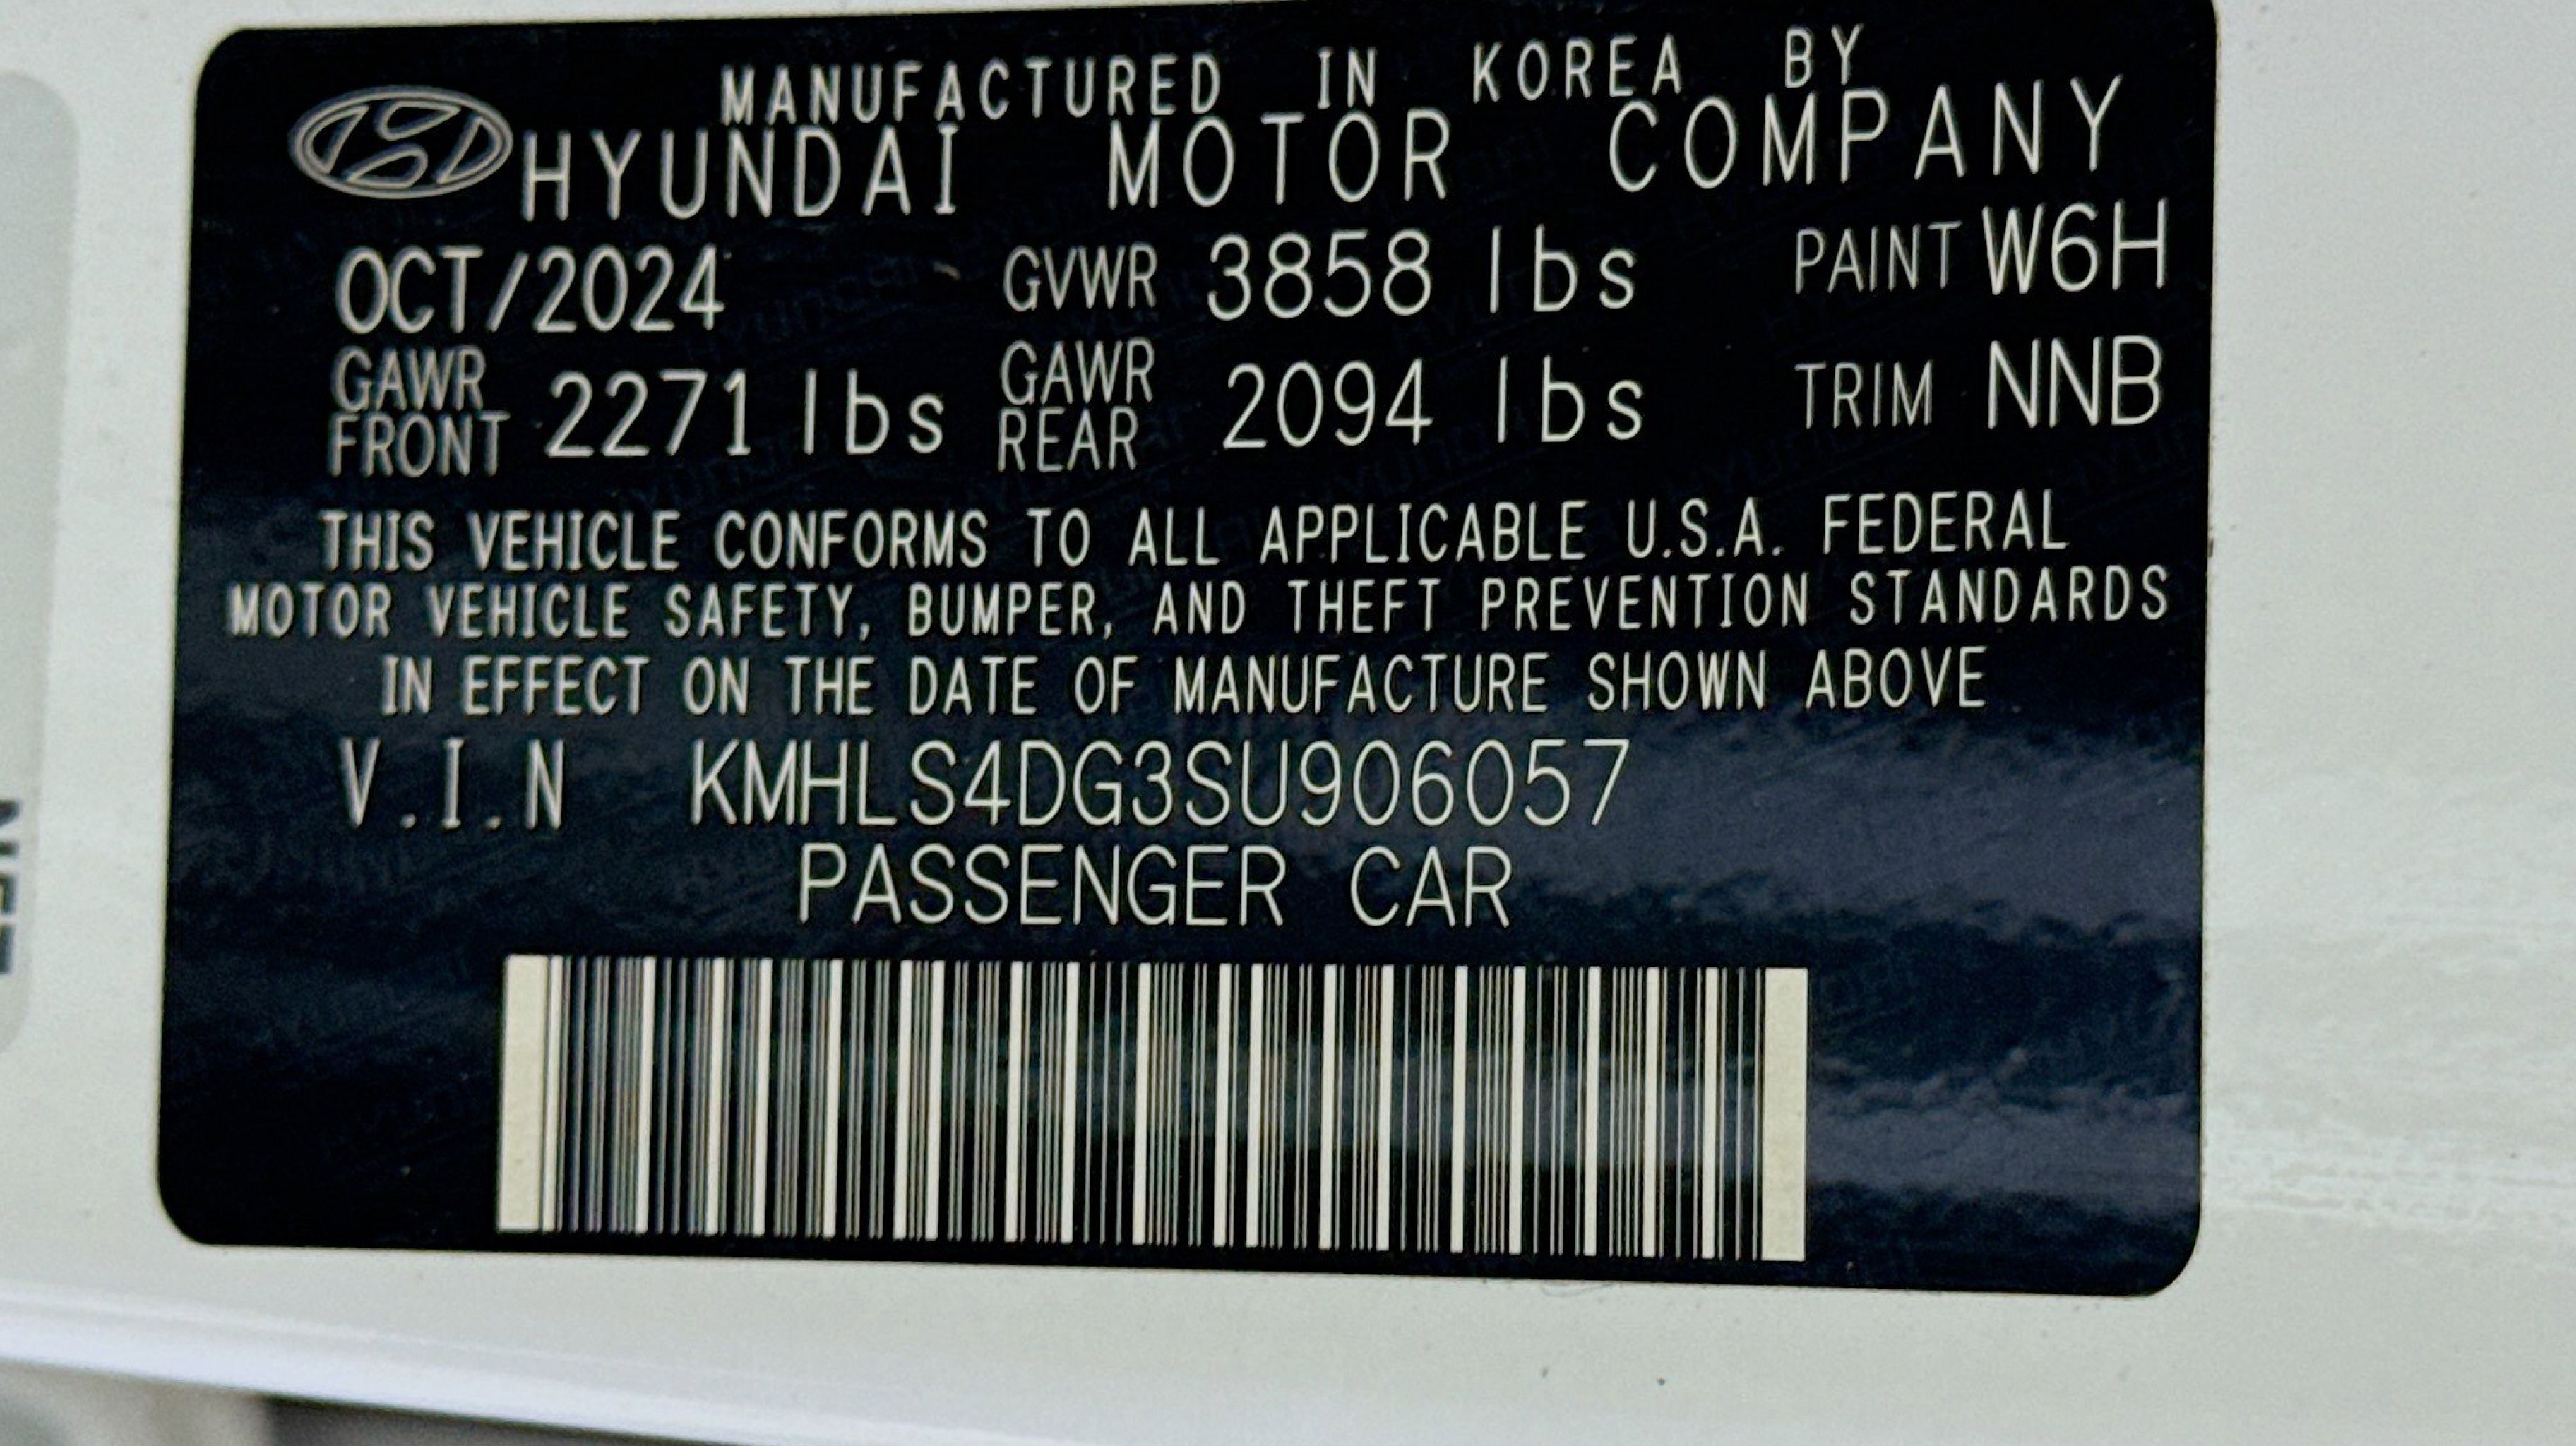 MANUFACTURED IN KOREA BY
HYUNDAI MOTOR COMPANY
OCT/2024 GVWR 3858 lbs PAINT W6H
GAWR FRONT 2271 lbs GAWR REAR 2094 lbs TRIM NNB
THIS VEHICLE CONFORMS TO ALL APPLICABLE U.S.A. FEDERAL
MOTOR VEHICLE SAFETY, BUMPER, AND THEFT PREVENTION STANDARDS
IN EFFECT ON THE DATE OF MANUFACTURE SHOWN ABOVE
V.I.N KMHLS4DG3SU906057
PASSENGER CAR